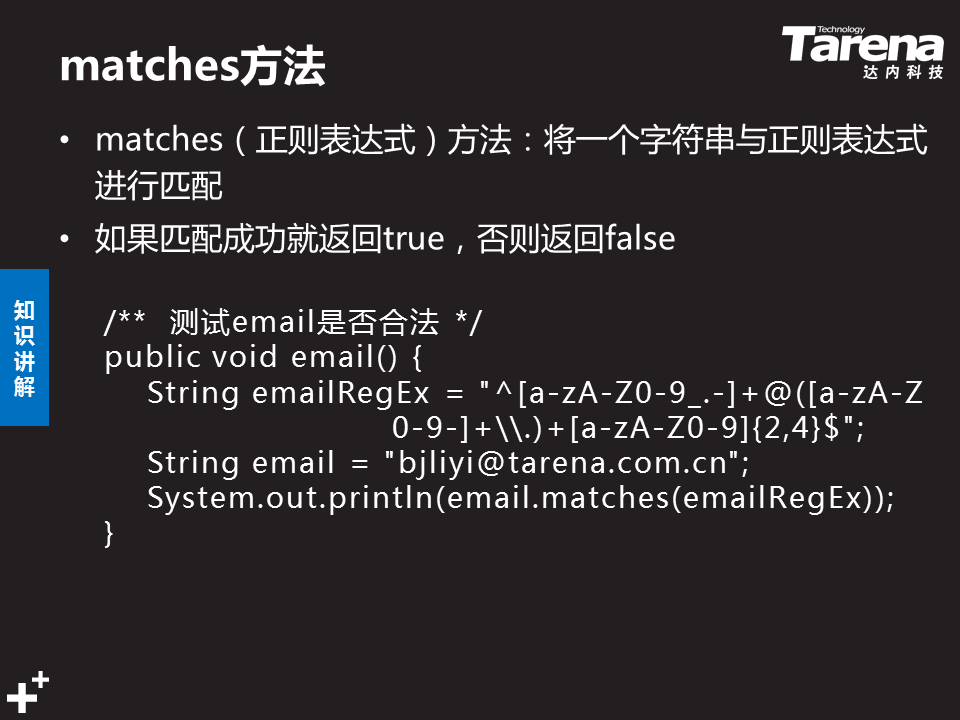 matches方法
Technology
Tarena
达内科技
• matches（正则表达式）方法：将一个字符串与正则表达式
进行匹配
• 如果匹配成功就返回true，否则返回false
知识讲解
/** 测试email是否合法 */
public void email() {
String emailRegEx = "^[a-zA-Z0-9_.-]+@([a-zA-Z
0-9-]+\\.)+[a-zA-Z0-9]{2,4}$";
String email = "bjliyi@tarena.com.cn";
System.out.println(email.matches(emailRegEx));
}